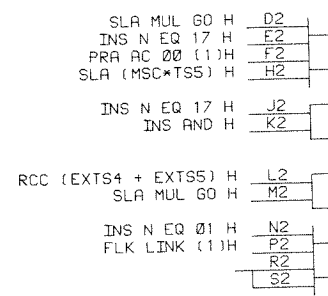 SLA MUL GO H D2
INS N EQ 17 H E2
PRA AC ØØ (1)H F2
SLA (MSC*TS5) H H2
INS N EQ 17 H J2
INS AND H K2
RCC (EXTS4 + EXTS5) H L2
SLA MUL GO H M2
INS N EQ Ø1 H N2
FLK LINK (1)H P2
R2
S2